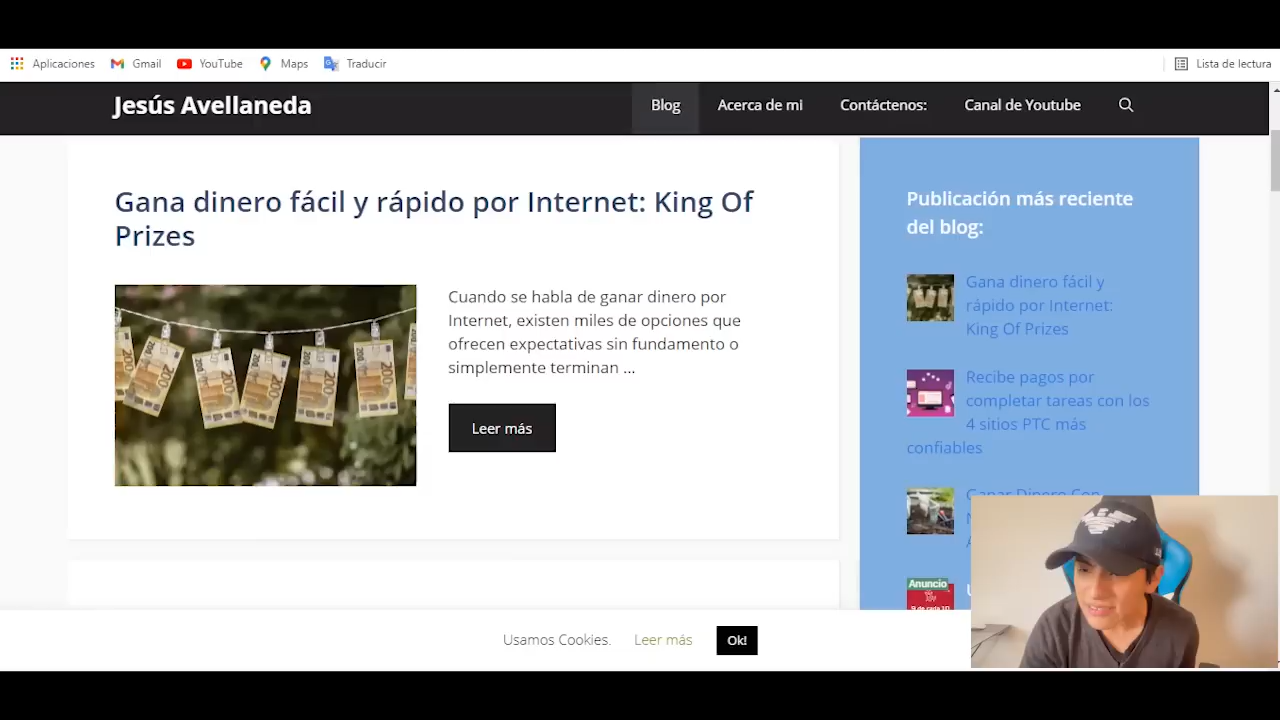 Aplicaciones Gmail YouTube Maps Traducir Lista de lectura
Jesús Avellaneda Blog Acerca de mi Contáctenos: Canal de Youtube
Gana dinero fácil y rápido por Internet: King Of
Prizes
Cuando se habla de ganar dinero por
Internet, existen miles de opciones que
ofrecen expectativas sin fundamento o
simplemente terminan ...
Leer más
Publicación más reciente
del blog:
Gana dinero fácil y
rápido por Internet:
King Of Prizes
Recibe pagos por
completar tareas con los
4 sitios PTC más
confiables
Ganar Dinero Con
Anuncio
Usamos Cookies. Leer más Ok!